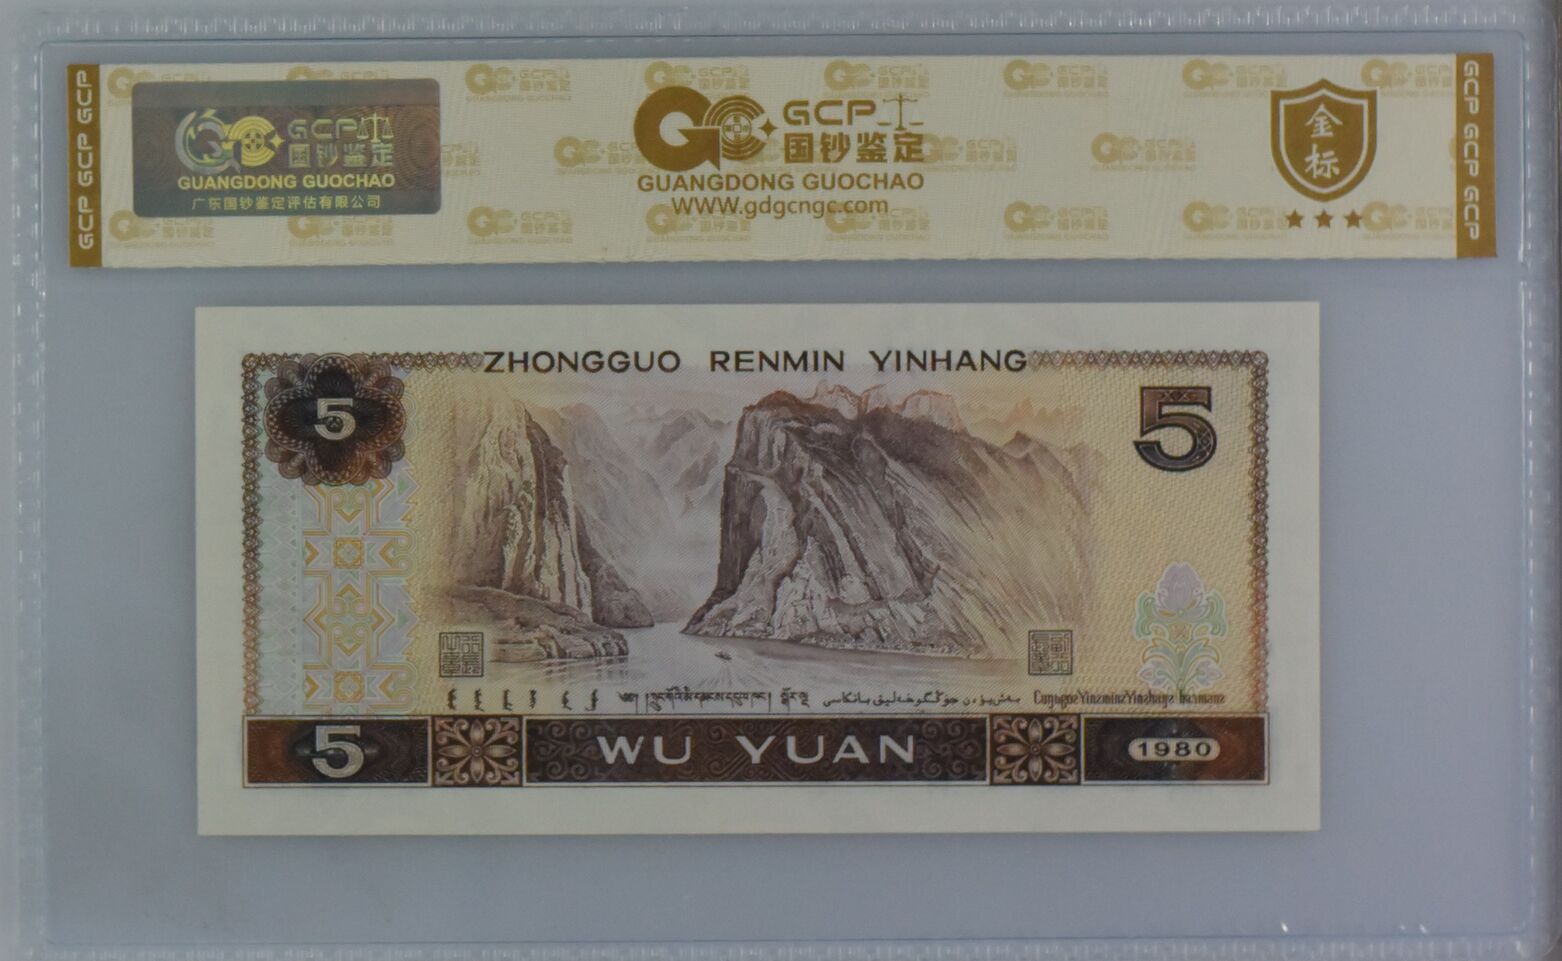 GCP GCP GCP
GCP
国钞鉴定
GUANGDONG GUOCHAO
广东国钞鉴定评估有限公司
GCP
国钞鉴定
GUANGDONG GUOCHAO
WWW.gdgcngc.com
金
标
GCP GCP GCP
ZHONGGUO RENMIN YINHANG
5
5
5 WU YUAN 1980